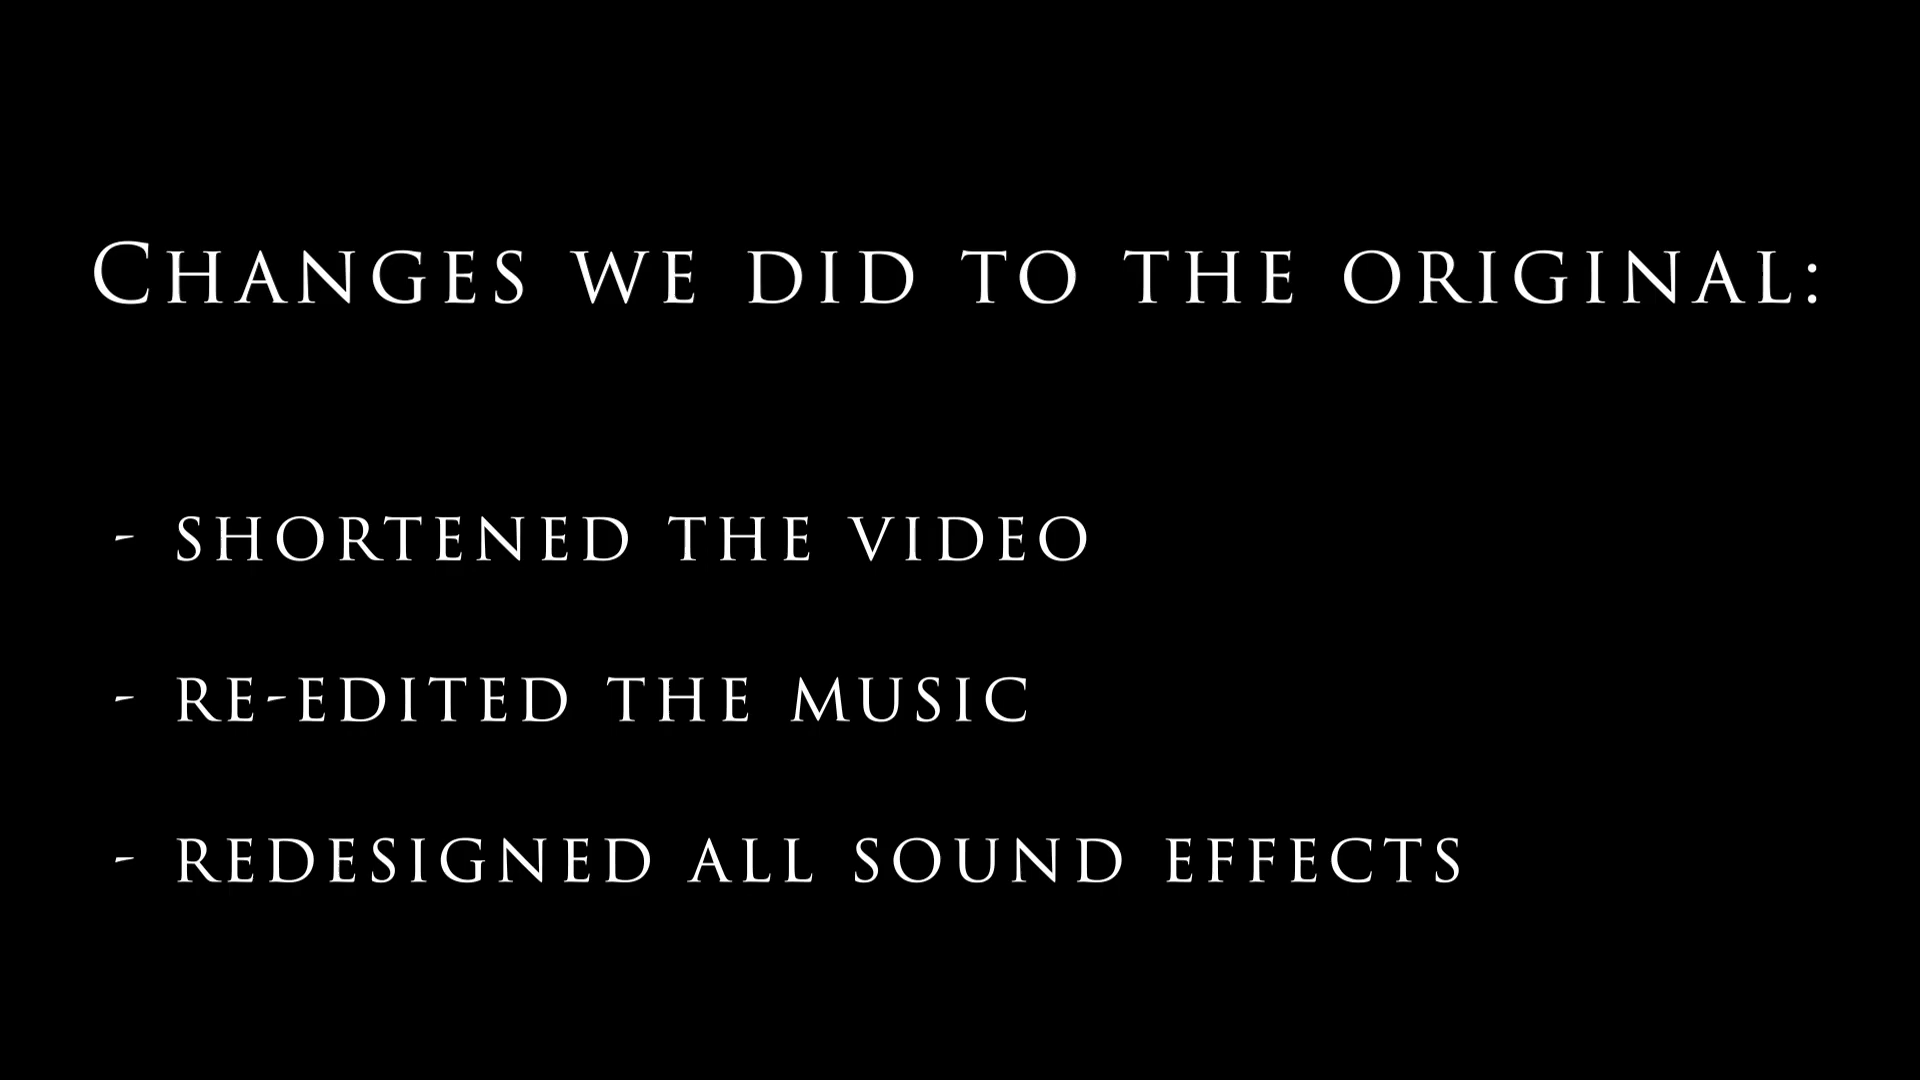 Changes we did to the original:
- shortened the video
- re-edited the music
- redesigned all sound effects